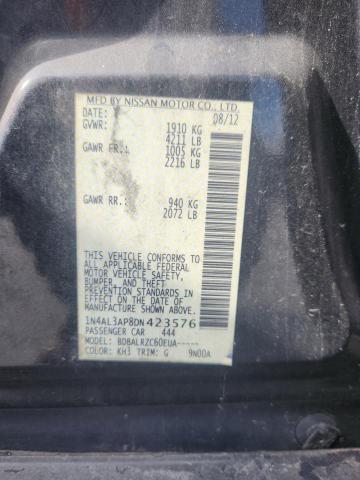 MFD BY NISSAN MOTOR CO., LTD.
DATE: 08/12
GVWR: 1910 KG
4211 LB
GAWR FR.: 1005 KG
2216 LB
GAWR RR.: 940 KG
2072 LB
THIS VEHICLE CONFORMS TO
ALL APPLICABLE FEDERAL
MOTOR VEHICLE SAFETY,
BUMPER, AND THEFT
PREVENTION STANDARDS
IN EFFECT ON THE DATE OF
MANUFACTURE SHOWN
ABOVE.
1N4AL3AP8DN423576
PASSENGER CAR 444
MODEL: BDBALRZC60EUA-----
COLOR: KH3 TRIM: G 9N00A